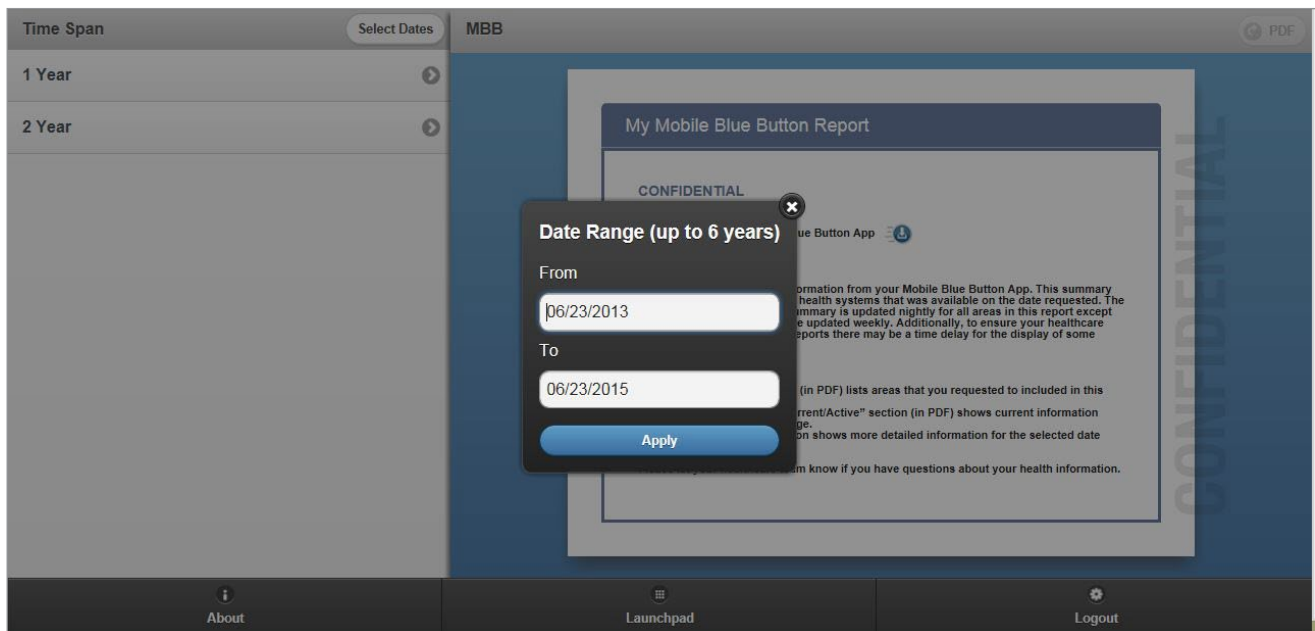 Time Span
Select Dates
MBB
PDF
1 Year
2 Year
My Mobile Blue Button Report
CONFIDENTIAL
ue Button App
ormation from your Mobile Blue Button App. This summary
health systems that was available on the date requested. The
mmary is updated nightly for all areas in this report except
e updated weekly. Additionally, to ensure your healthcare
eports there may be a time delay for the display of some
(in PDF) lists areas that you requested to included in this
rrent/Active" section (in PDF) shows current information
ge.
on shows more detailed information for the selected date
am know if you have questions about your health information.
CONFIDENTIAL
Date Range (up to 6 years)
From
06/23/2013
To
06/23/2015
Apply
About
Launchpad
Logout